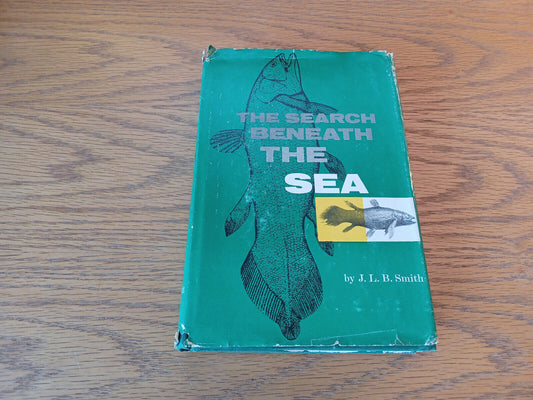 THE SEARCH
BENEATH
THE
SEA
by J. L. B. Smith